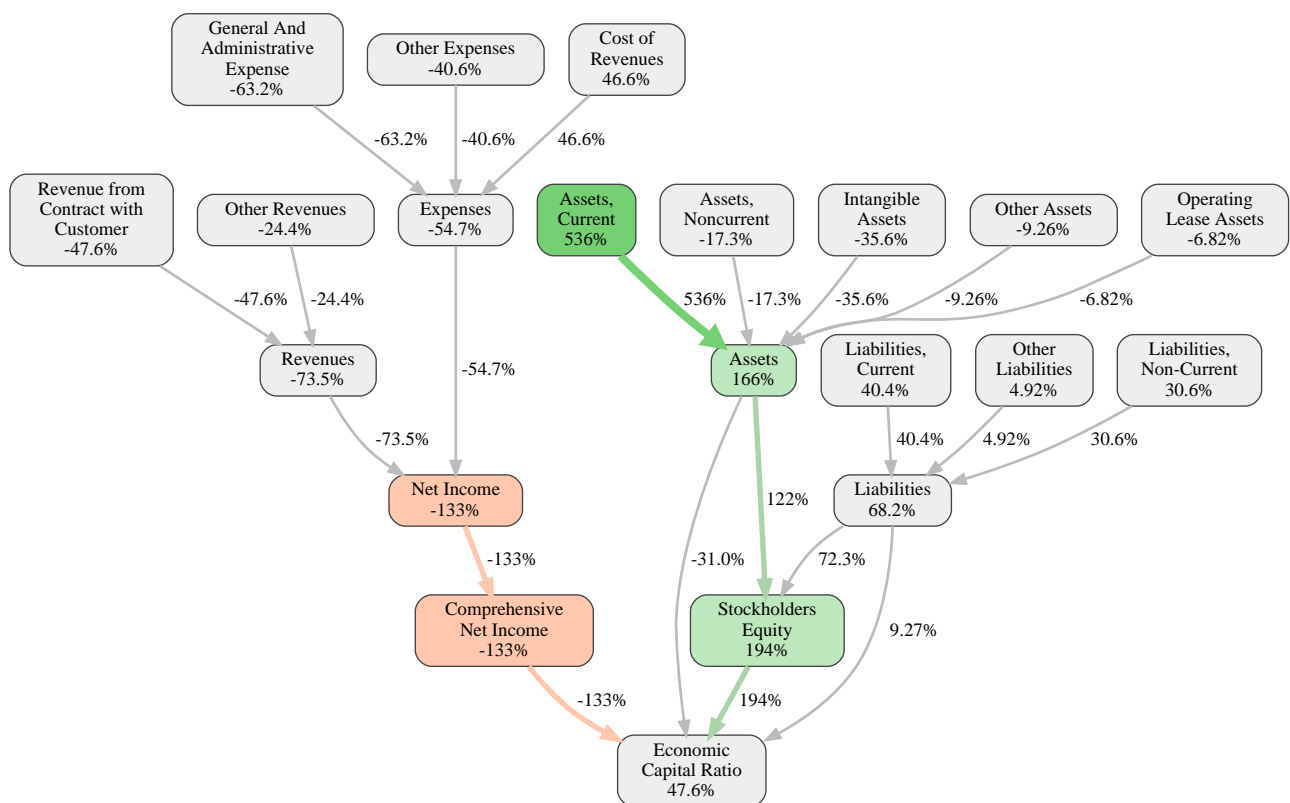 General And
Administrative
Expense
-63.2%
Other Expenses
-40.6%
Cost of
Revenues
46.6%
-63.2%
-40.6%
46.6%
Revenue from
Contract with
Customer
-47.6%
Other Revenues
-24.4%
Expenses
-54.7%
Assets,
Current
536%
Assets,
Noncurrent
-17.3%
Intangible
Assets
-35.6%
Other Assets
-9.26%
Operating
Lease Assets
-6.82%
-47.6%
-24.4%
536%
-17.3%
-35.6%
-9.26%
-6.82%
Revenues
-73.5%
-54.7%
Assets
166%
Liabilities,
Current
40.4%
Other
Liabilities
4.92%
Liabilities,
Non-Current
30.6%
-73.5%
40.4%
4.92%
30.6%
Net Income
-133%
122%
Liabilities
68.2%
-133%
-31.0%
72.3%
Comprehensive
Net Income
-133%
Stockholders
Equity
194%
9.27%
-133%
194%
Economic
Capital Ratio
47.6%